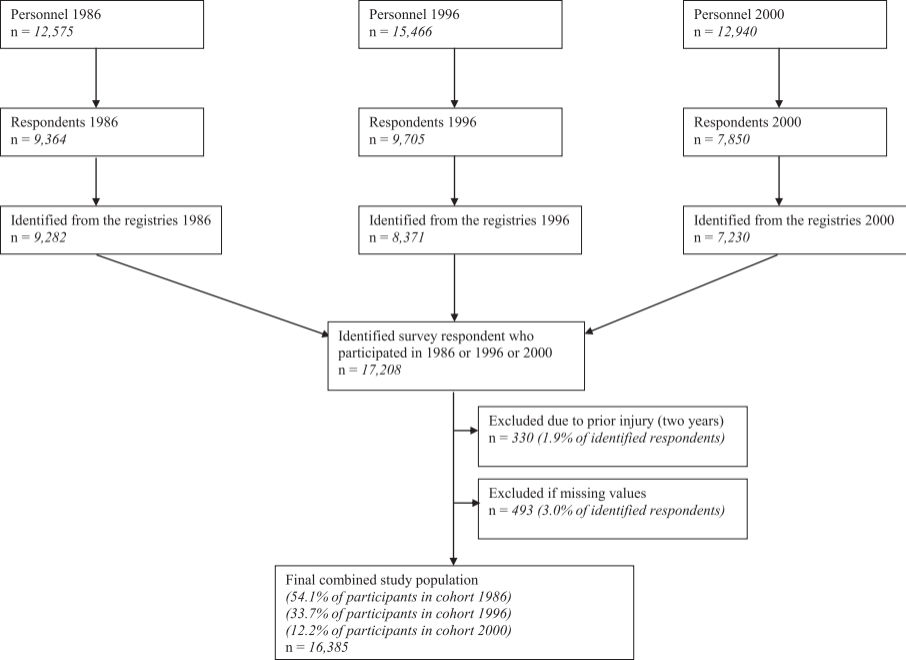 Personnel 1986
n = 12,575
Personnel 1996
n = 15,466
Personnel 2000
n = 12,940
Respondents 1986
n = 9,364
Respondents 1996
n = 9,705
Respondents 2000
n = 7,850
Identified from the registries 1986
n = 9,282
Identified from the registries 1996
n = 8,371
Identified from the registries 2000
n = 7,230
Identified survey respondent who
participated in 1986 or 1996 or 2000
n = 17,208
Excluded due to prior injury (two years)
n = 330 (1.9% of identified respondents)
Excluded if missing values
n = 493 (3.0% of identified respondents)
Final combined study population
(54.1% of participants in cohort 1986)
(33.7% of participants in cohort 1996)
(12.2% of participants in cohort 2000)
n = 16,385